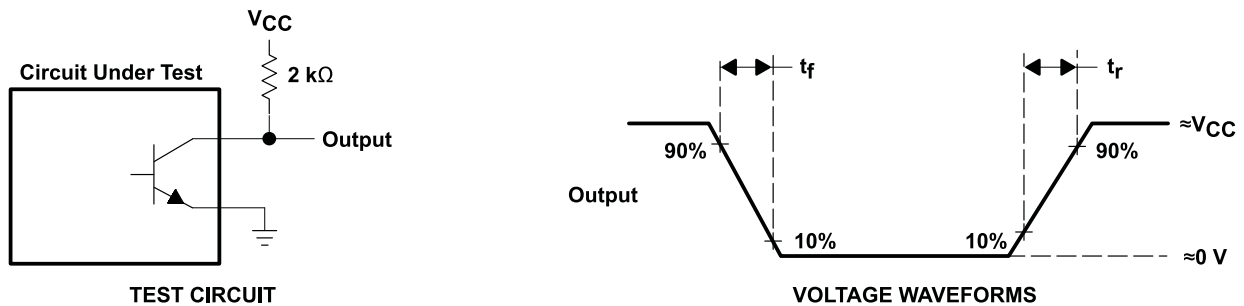 VCC
Circuit Under Test
2 kΩ
Output
TEST CIRCUIT
tf
tr
≈VCC
90%
90%
Output
10%
10%
≈0 V
VOLTAGE WAVEFORMS